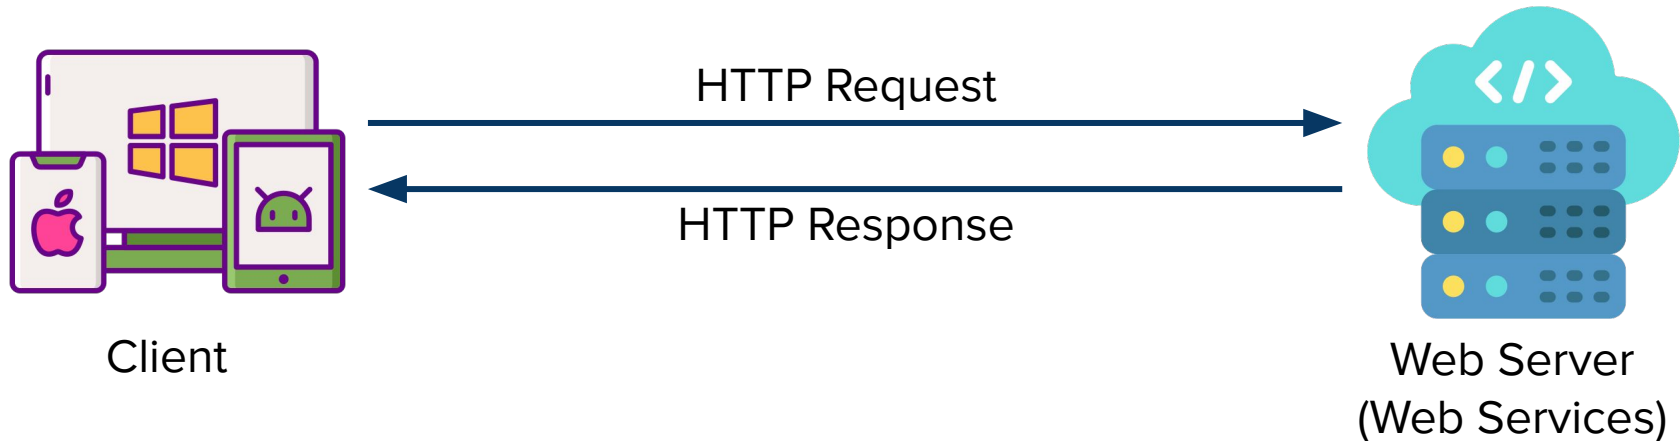 HTTP Request
HTTP Response
Client
Web Server
(Web Services)
</>